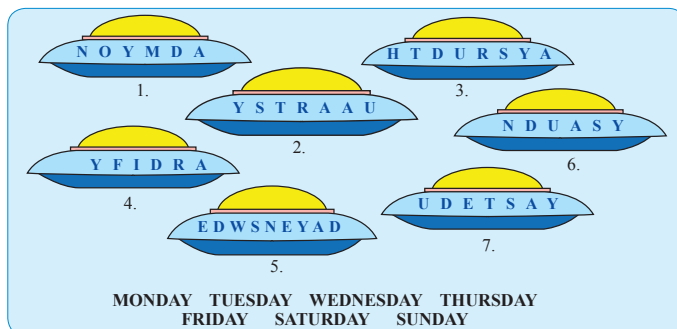 N O Y M D A
1.
Y S T R A A U
2.
H T D U R S Y A
3.
Y F I D R A
4.
E D W S N E Y A D
5.
N D U A S Y
6.
U D E T S A Y
7.
MONDAY TUESDAY WEDNESDAY THURSDAY
FRIDAY SATURDAY SUNDAY